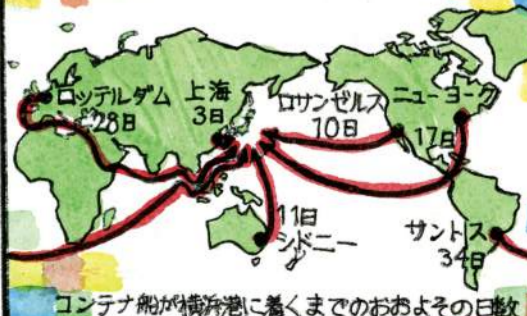 ロッテルダム
28日
上海
3日
ロサンゼルス
10日
ニューヨーク
17日
11日
シドニー
サントス
34日
コンテナ船が横浜港に着くまでのおおよその日数